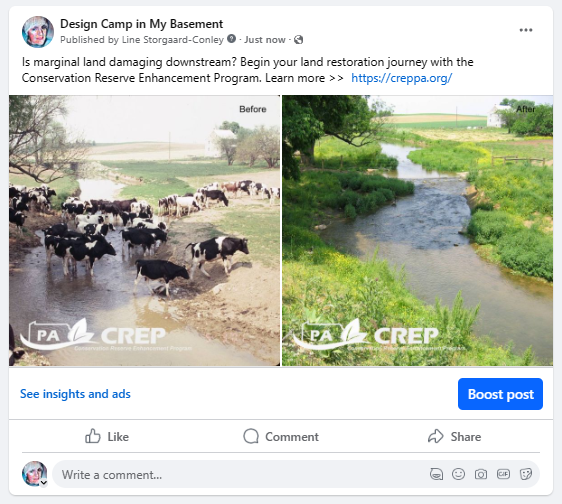 Design Camp in My Basement
Published by Line Storgaard-Conley · Just now ·
Is marginal land damaging downstream? Begin your land restoration journey with the
Conservation Reserve Enhancement Program. Learn more >> https://creppa.org/
Before
After
PA CREP
Conservation Reserve Enhancement Program
PA CREP
Conservation Reserve Enhancement Program
See insights and ads
Boost post
Like
Comment
Share
Write a comment...
GIF